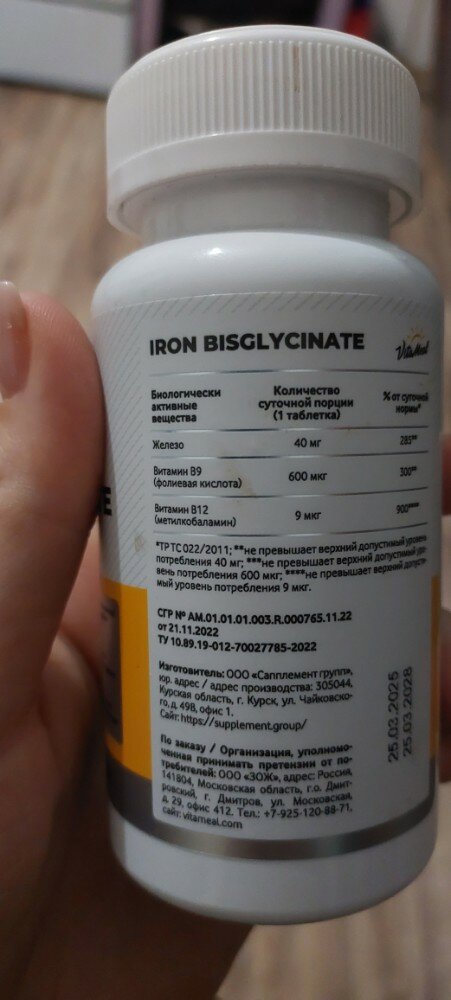 IRON BISGLYCINATE
VitaMeal
Биологически активные вещества
Количество суточной порции (1 таблетка)
% от суточной нормы*
Железо 40 мг 285**
Витамин В9 (фолиевая кислота) 600 мкг 300***
Витамин В12 (метилкобаламин) 9 мкг 900****
*ТР ТС 022/2011; **не превышает верхний допустимый уровень
потребления 40 мг; ***не превышает верхний допустимый уро-
вень потребления 600 мкг; ****не превышает верхний допусти-
мый уровень потребления 9 мкг.
СГР № AM.01.01.01.003.R.000765.11.22
от 21.11.2022
ТУ 10.89.19-012-70027785-2022
Изготовитель: ООО «Сапплемент групп»,
юр. адрес / адрес производства: 305044,
Курская область, г. Курск, ул. Чайковско-
го, д. 49В, офис 1.
Сайт: https://supplement.group/
По заказу / Организация, уполномо-
ченная принимать претензии от по-
требителей: ООО «ЗОЖ», адрес: Россия,
141804, Московская область, г.о. Дмит-
ровский, г. Дмитров, ул. Московская,
д. 29, офис 412. Тел.: +7-925-120-88-71,
сайт: vitameal.com
25.03.2025
25.03.2028